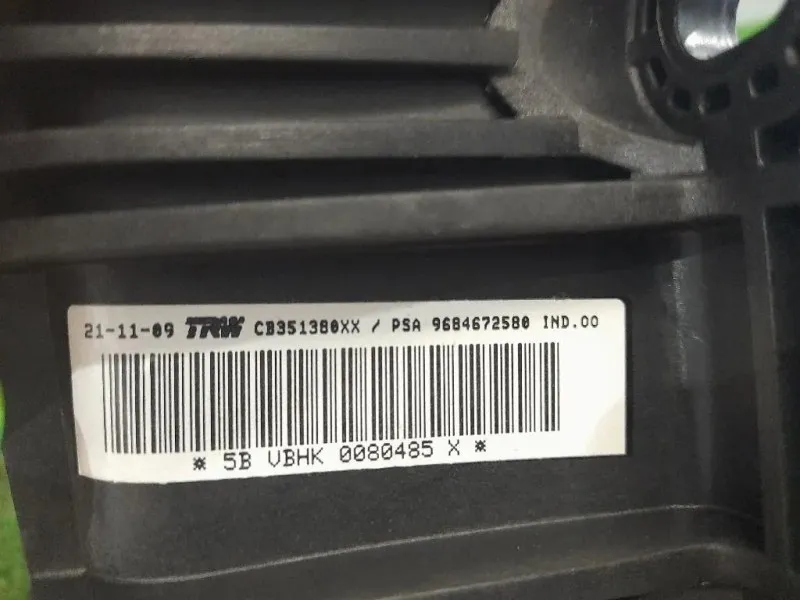 21-11-09 TRW CB351380XX / PSA 9684672580 IND.00
* 5B VBHK 0080485 X *